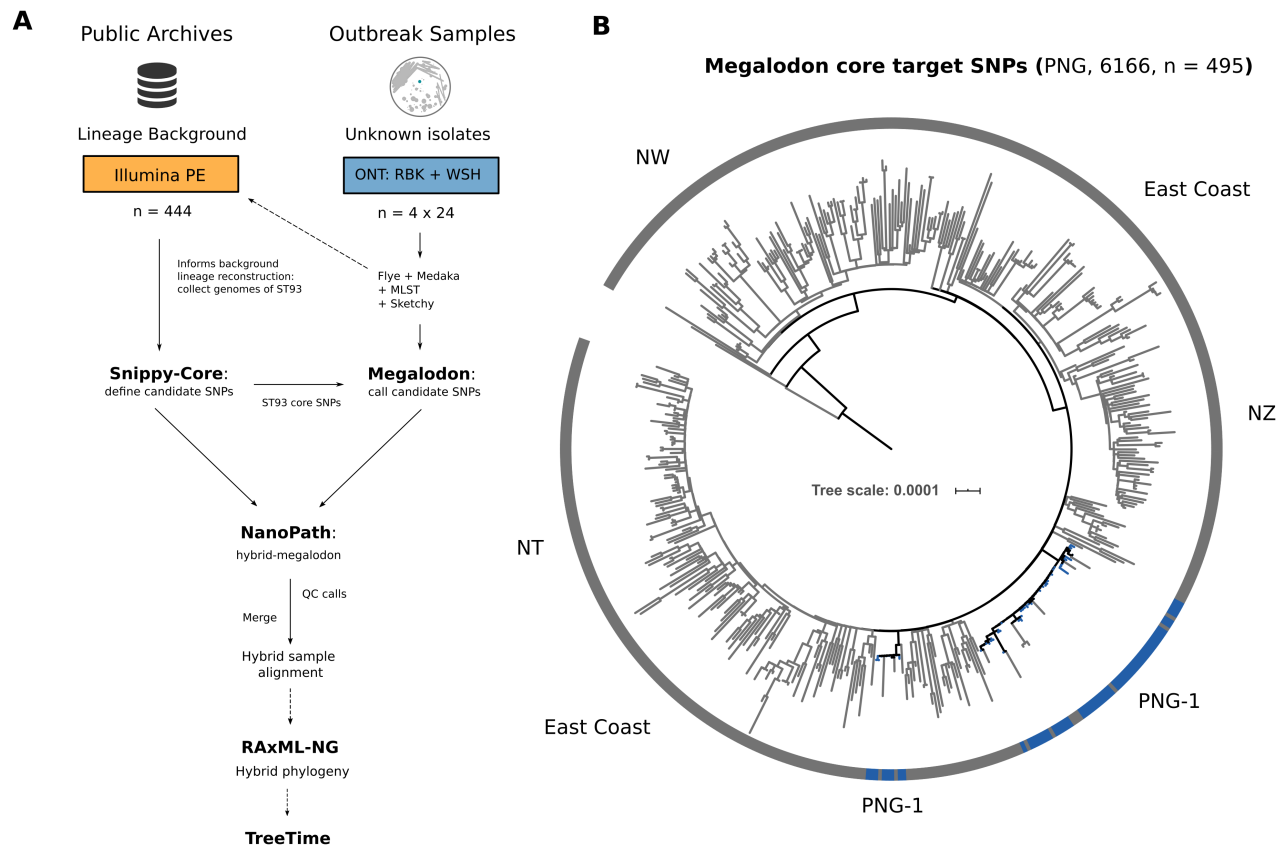 A
Public Archives
Outbreak Samples
Lineage Background
Unknown isolates
Illumina PE
ONT: RBK + WSH
n = 444
n = 4 x 24
Informs background
lineage reconstruction:
collect genomes of ST93
Flye + Medaka
+ MLST
+ Sketchy
Snippy-Core:
define candidate SNPs
ST93 core SNPs
Megalodon:
call candidate SNPs
NanoPath:
hybrid-megalodon
QC calls
Merge
Hybrid sample
alignment
RAxML-NG
Hybrid phylogeny
TreeTime
B
Megalodon core target SNPs (PNG, 6166, n = 495)
NW
East Coast
NZ
Tree scale: 0.0001
NT
PNG-1
East Coast
PNG-1